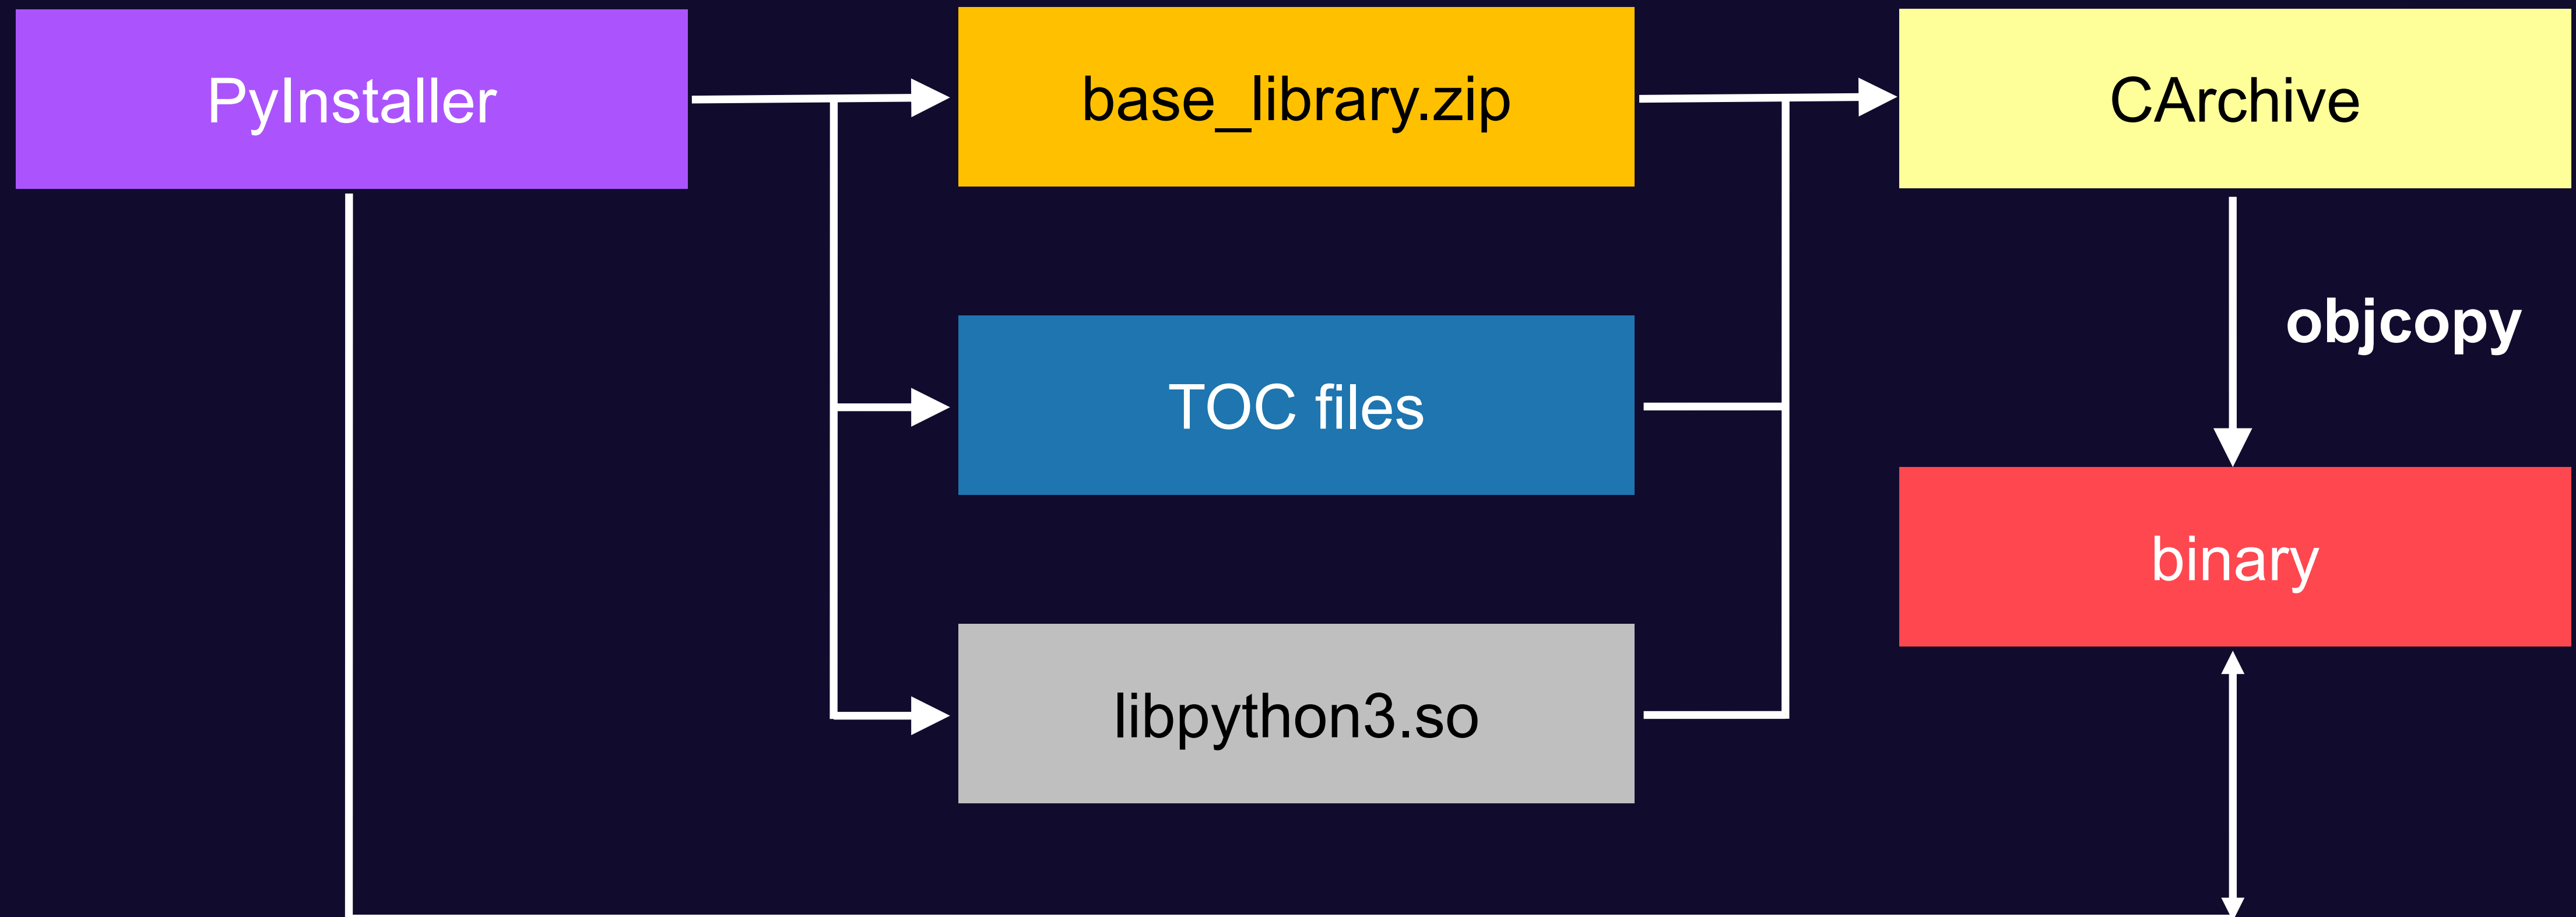 PyInstaller
base_library.zip
CArchive
objcopy
TOC files
binary
libpython3.so